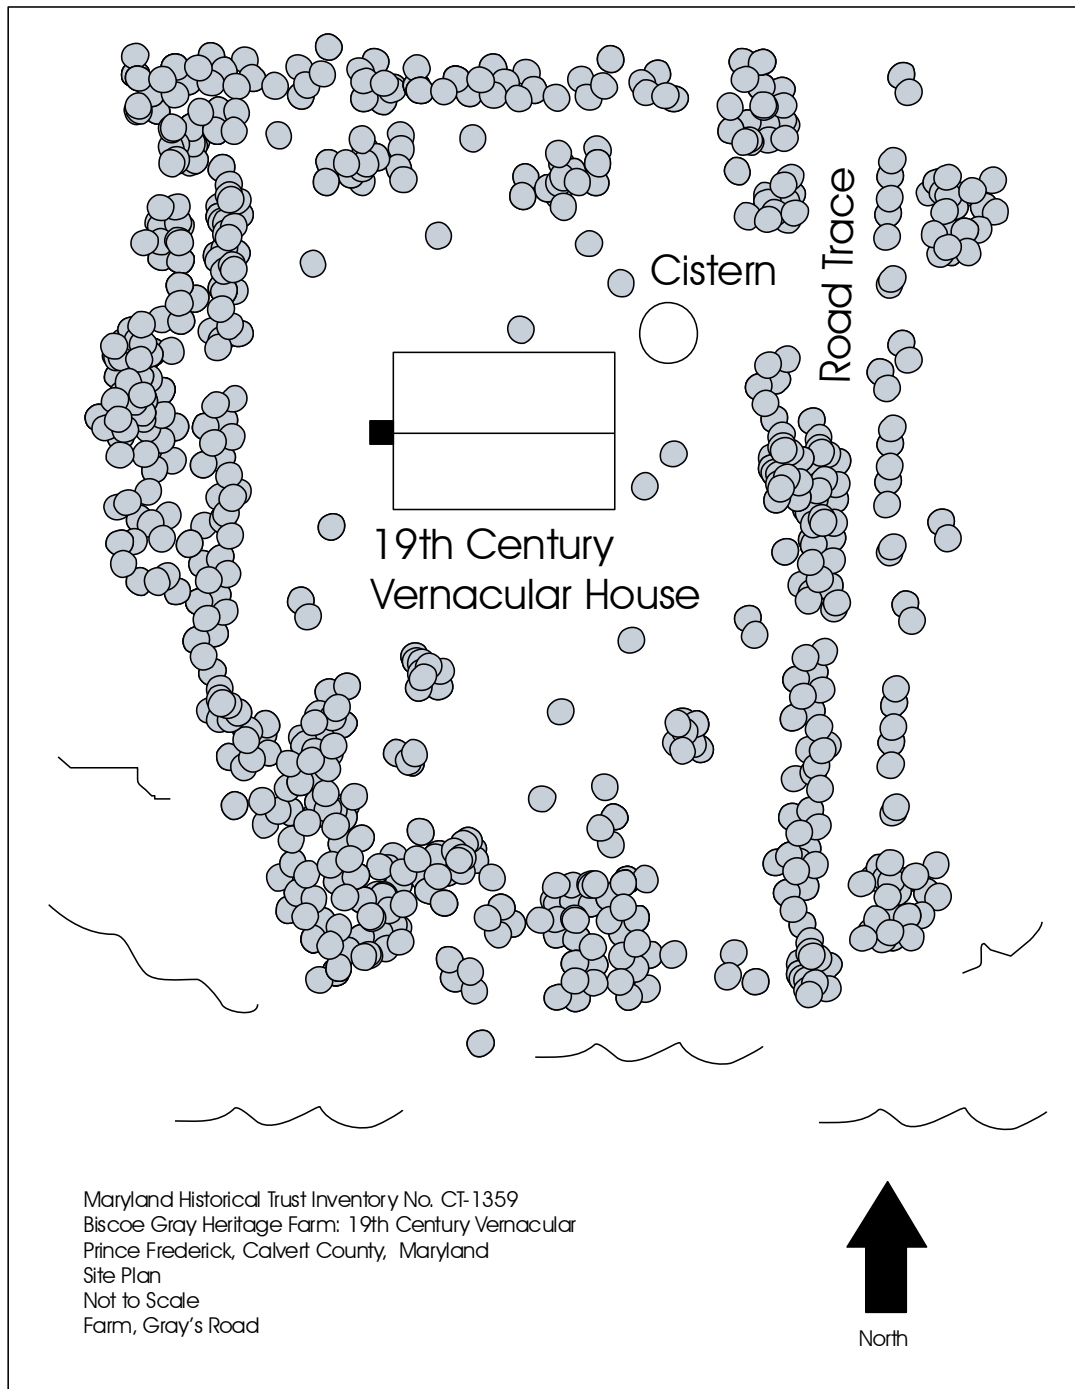 Cistern
Road Trace
19th Century
Vernacular House
Maryland Historical Trust Inventory No. CT-1359
Biscoe Gray Heritage Farm: 19th Century Vernacular
Prince Frederick, Calvert County, Maryland
Site Plan
Not to Scale
Farm, Gray's Road
North